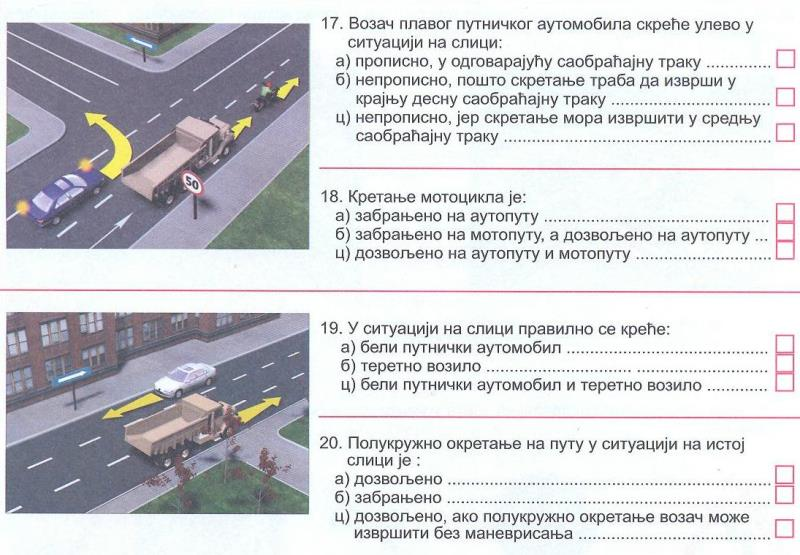 17. Возач плавог путничког аутомобила скреће улево у
ситуацији на слици:
а) прописно, у одговарајућу саобраћајну траку
б) непрописно, пошто скретање траба да изврши у
крајњу десну саобраћајну траку
ц) непрописно, јер скретање мора извршити у средњу
саобраћајну траку
50
18. Кретање мотоцикла је:
а) забрањено на аутопуту
б) забрањено на мотопуту, а дозвољено на аутопуту ...
ц) дозвољено на аутопуту и мотопуту
19. У ситуацији на слици правилно се креће:
а) бели путнички аутомобил
б) теретно возило
ц) бели путнички аутомобил и теретно возило
20. Полукружно окретање на путу у ситуацији на истој
слици је :
а) дозвољено
б) забрањено
ц) дозвољено, ако полукружно окретање возач може
извршити без маневрисања